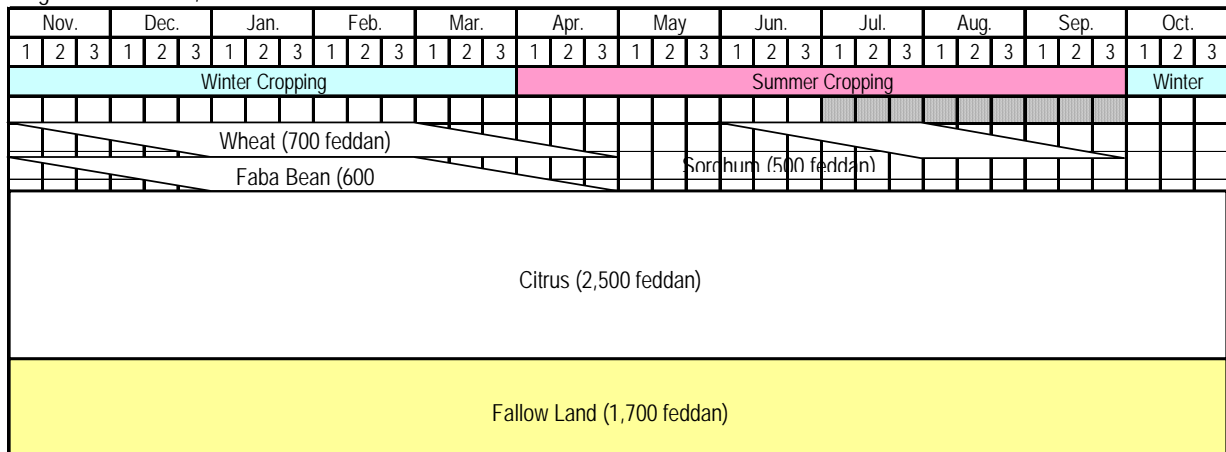 Nov. Dec. Jan. Feb. Mar. Apr. May Jun. Jul. Aug. Sep. Oct.
1 2 3 1 2 3 1 2 3 1 2 3 1 2 3 1 2 3 1 2 3 1 2 3 1 2 3 1 2 3 1 2 3 1 2 3
Winter Cropping Summer Cropping Winter
Wheat (700 feddan)
Sorghum (500 feddan)
Faba Bean (600
Citrus (2,500 feddan)
Fallow Land (1,700 feddan)